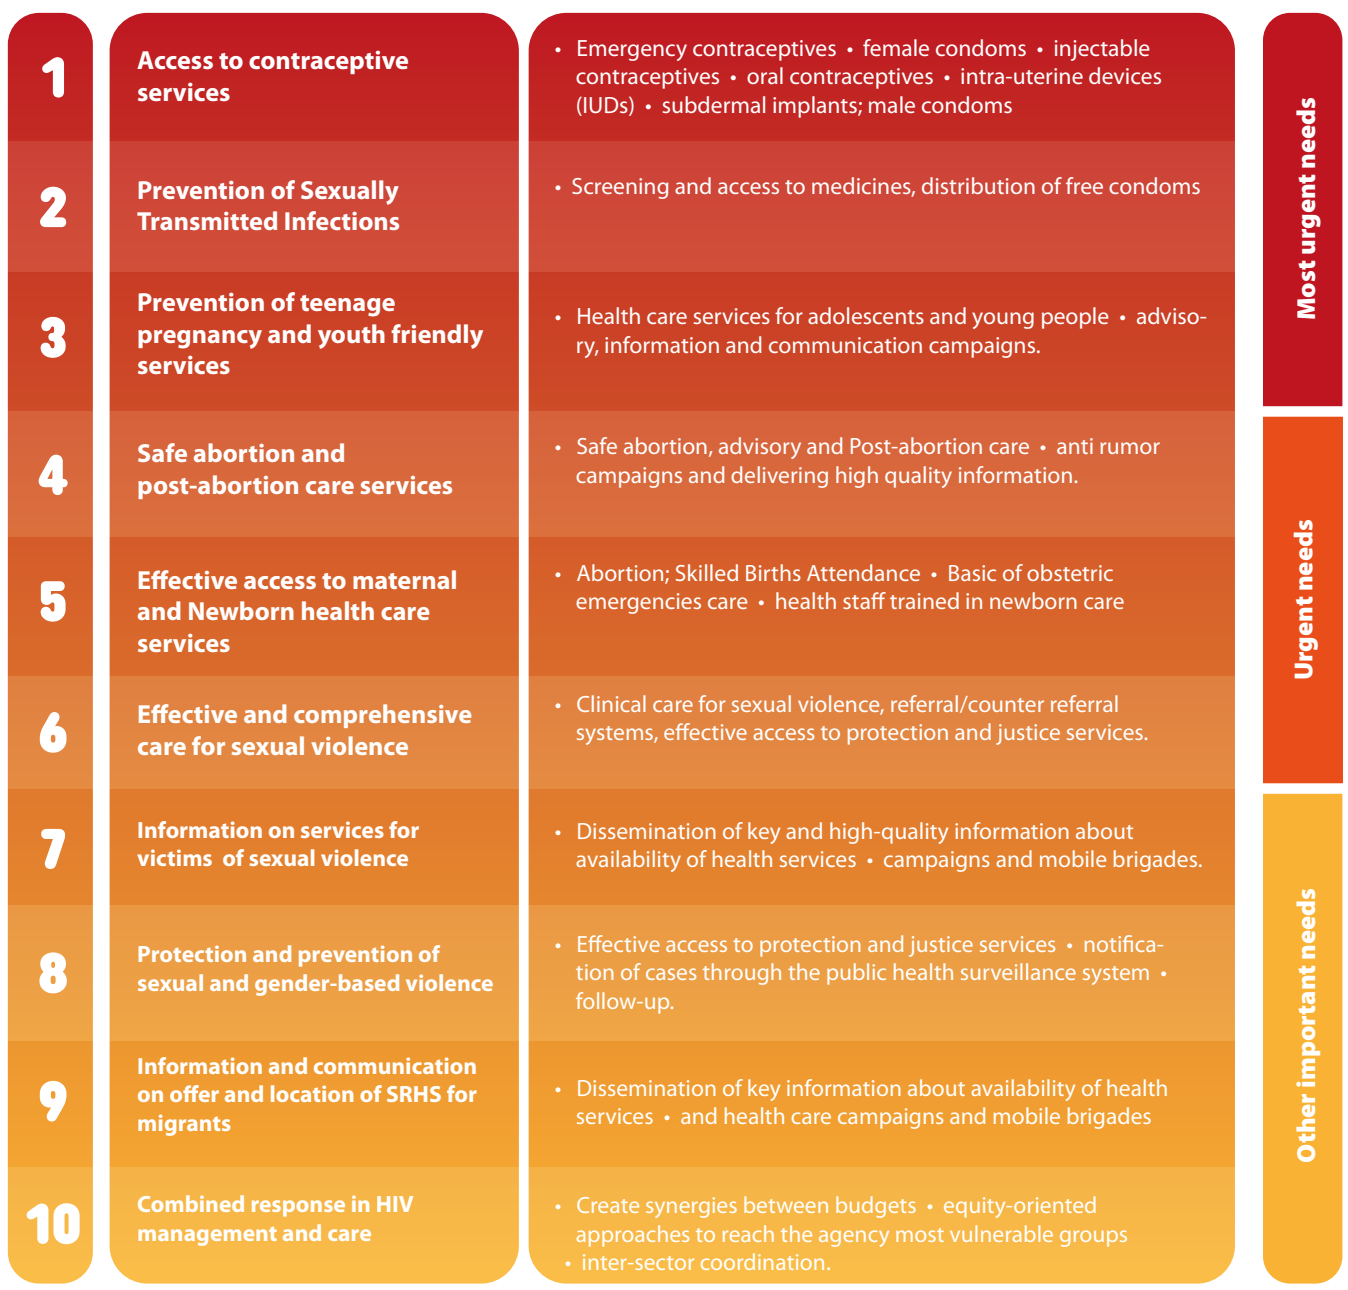 1
Access to contraceptive
services
• Emergency contraceptives • female condoms • injectable
contraceptives • oral contraceptives • intra-uterine devices
(IUDs) • subdermal implants; male condoms
2
Prevention of Sexually
Transmitted Infections
• Screening and access to medicines, distribution of free condoms
3
Prevention of teenage
pregnancy and youth friendly
services
• Health care services for adolescents and young people • adviso-
ry, information and communication campaigns.
Most urgent needs
4
Safe abortion and
post-abortion care services
• Safe abortion, advisory and Post-abortion care • anti rumor
campaigns and delivering high quality information.
5
Effective access to maternal
and Newborn health care
services
• Abortion; Skilled Births Attendance • Basic of obstetric
emergencies care • health staff trained in newborn care
6
Effective and comprehensive
care for sexual violence
• Clinical care for sexual violence, referral/counter referral
systems, effective access to protection and justice services.
Urgent needs
7
Information on services for
victims of sexual violence
• Dissemination of key and high-quality information about
availability of health services • campaigns and mobile brigades.
8
Protection and prevention of
sexual and gender-based violence
• Effective access to protection and justice services • notifica-
tion of cases through the public health surveillance system •
follow-up.
9
Information and communication
on offer and location of SRHS for
migrants
• Dissemination of key information about availability of health
services • and health care campaigns and mobile brigades
10
Combined response in HIV
management and care
• Create synergies between budgets • equity-oriented
approaches to reach the agency most vulnerable groups
• inter-sector coordination.
Other important needs